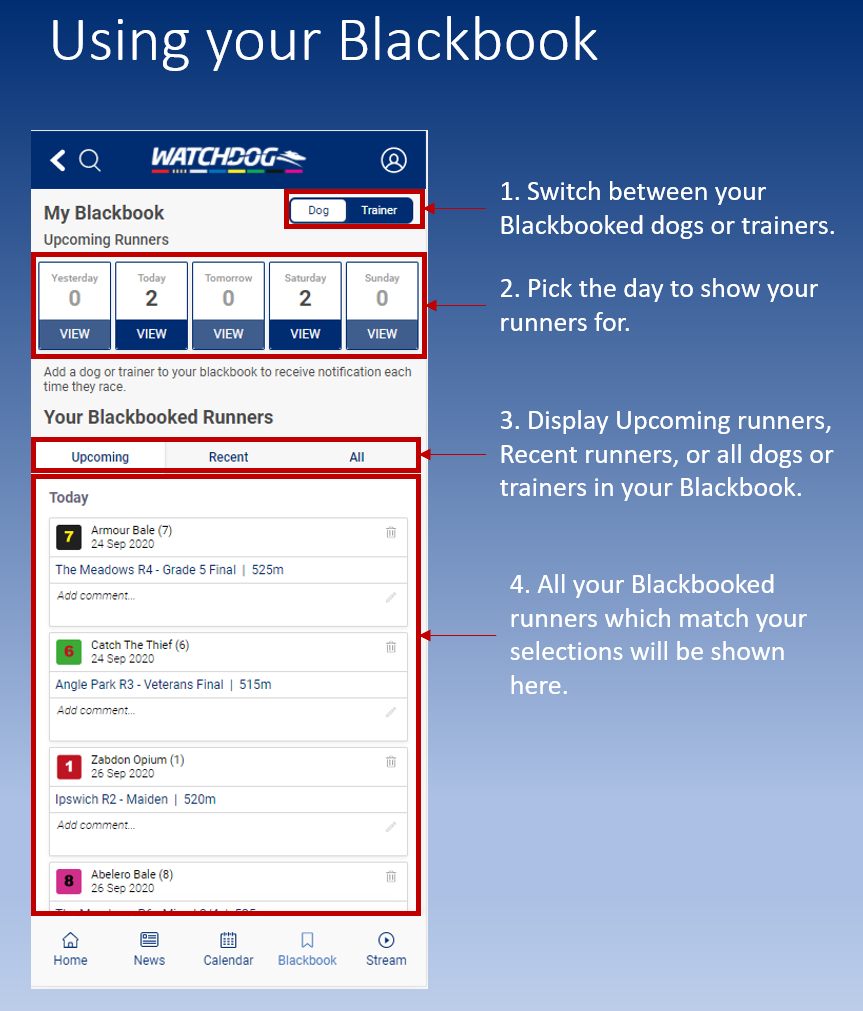 Using your Blackbook
WATCHDOG
My Blackbook
Dog Trainer
Upcoming Runners
Yesterday Today Tomorrow Saturday Sunday
0 2 0 2 0
VIEW VIEW VIEW VIEW VIEW
Add a dog or trainer to your blackbook to receive notification each
time they race.
Your Blackbooked Runners
Upcoming Recent All
Today
7 Armour Bale (7)
24 Sep 2020
The Meadows R4 - Grade 5 Final | 525m
Add comment...
6 Catch The Thief (6)
24 Sep 2020
Angle Park R3 - Veterans Final | 515m
Add comment...
1 Zabdon Opium (1)
26 Sep 2020
Ipswich R2 - Maiden | 520m
Add comment...
8 Abelero Bale (8)
26 Sep 2020
Home News Calendar Blackbook Stream
1. Switch between your
Blackbooked dogs or trainers.
2. Pick the day to show your
runners for.
3. Display Upcoming runners,
Recent runners, or all dogs or
trainers in your Blackbook.
4. All your Blackbooked
runners which match your
selections will be shown
here.